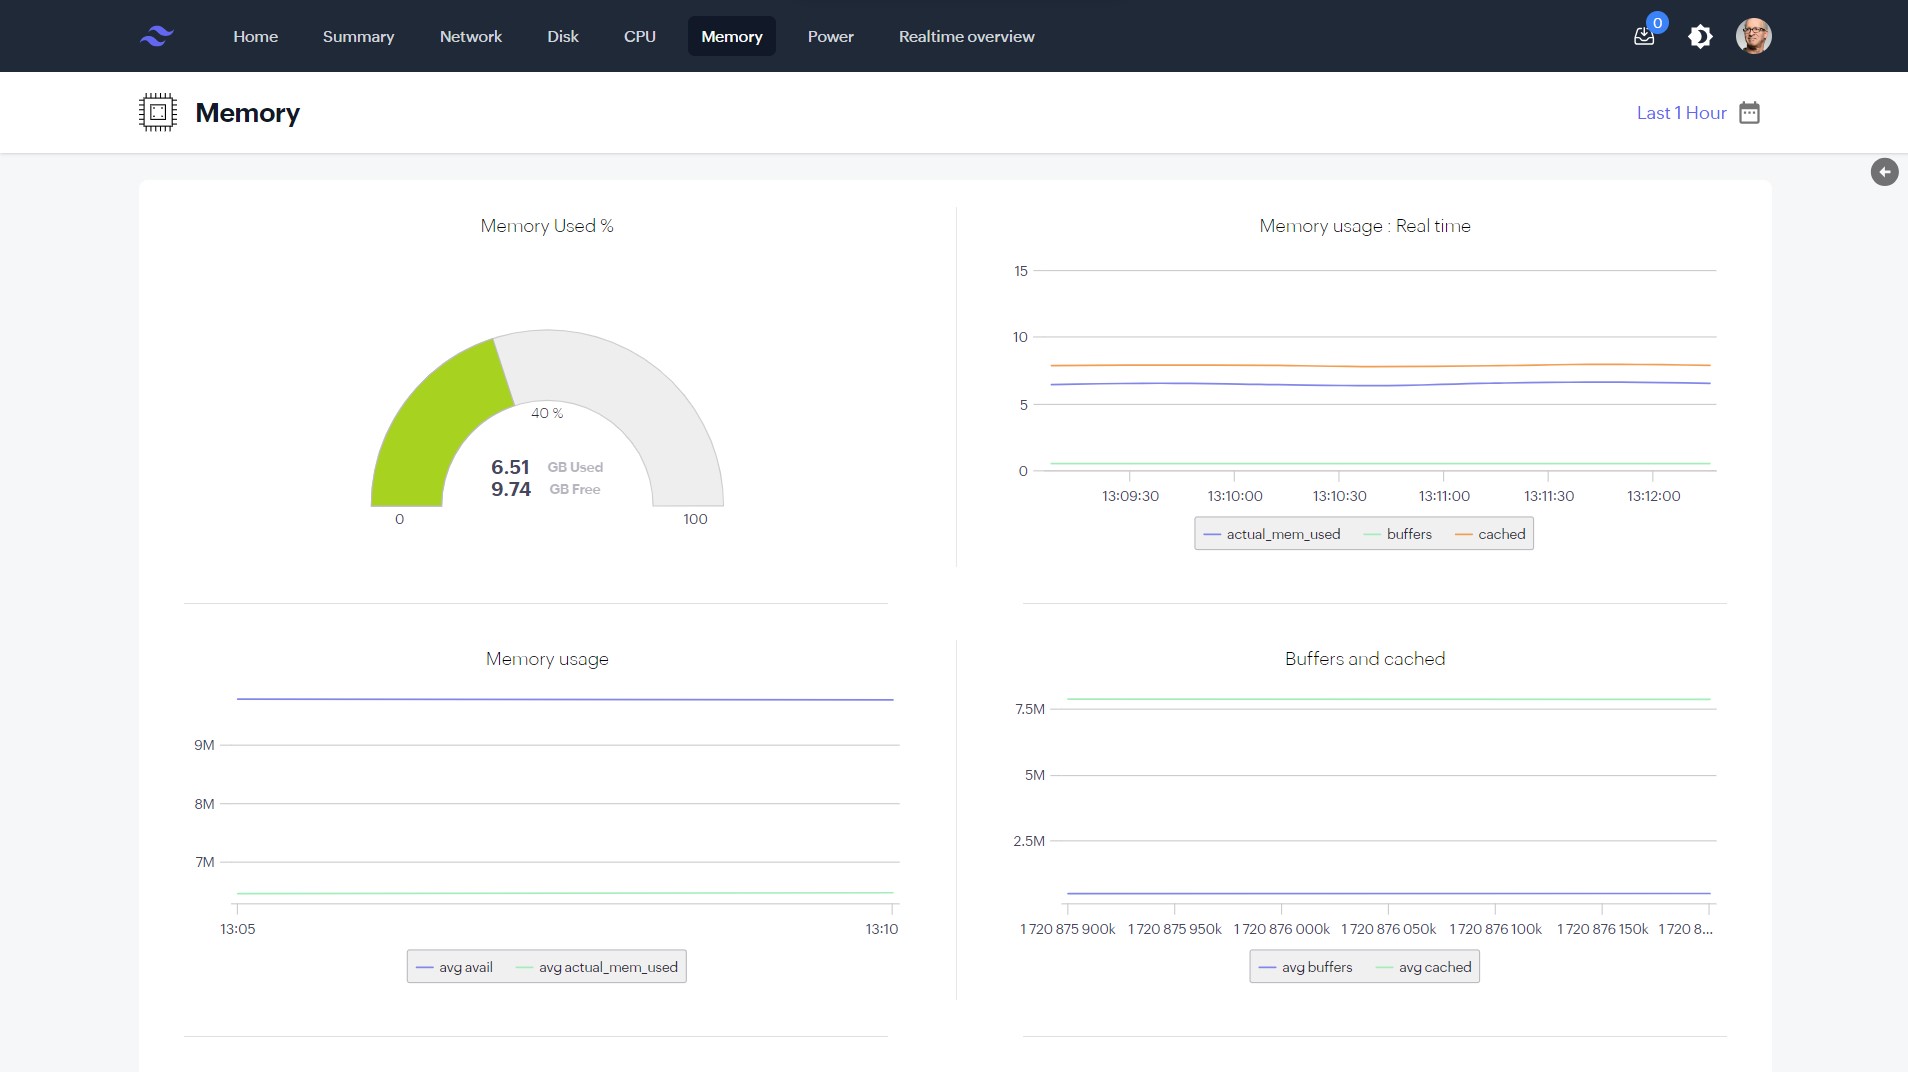 Home Summary Network Disk CPU Memory Power Realtime overview 0
Memory
Last 1 Hour
Memory Used %
40 %
6.51 GB Used
9.74 GB Free
0 100
Memory usage : Real time
15
10
5
0
13:09:30 13:10:00 13:10:30 13:11:00 13:11:30 13:12:00
actual_mem_used buffers cached
Memory usage
9M
8M
7M
13:05 13:10
avg avail avg actual_mem_used
Buffers and cached
7.5M
5M
2.5M
1 720 875 900k 1 720 875 950k 1 720 876 000k 1 720 876 050k 1 720 876 100k 1 720 876 150k 1 720 8...
avg buffers avg cached